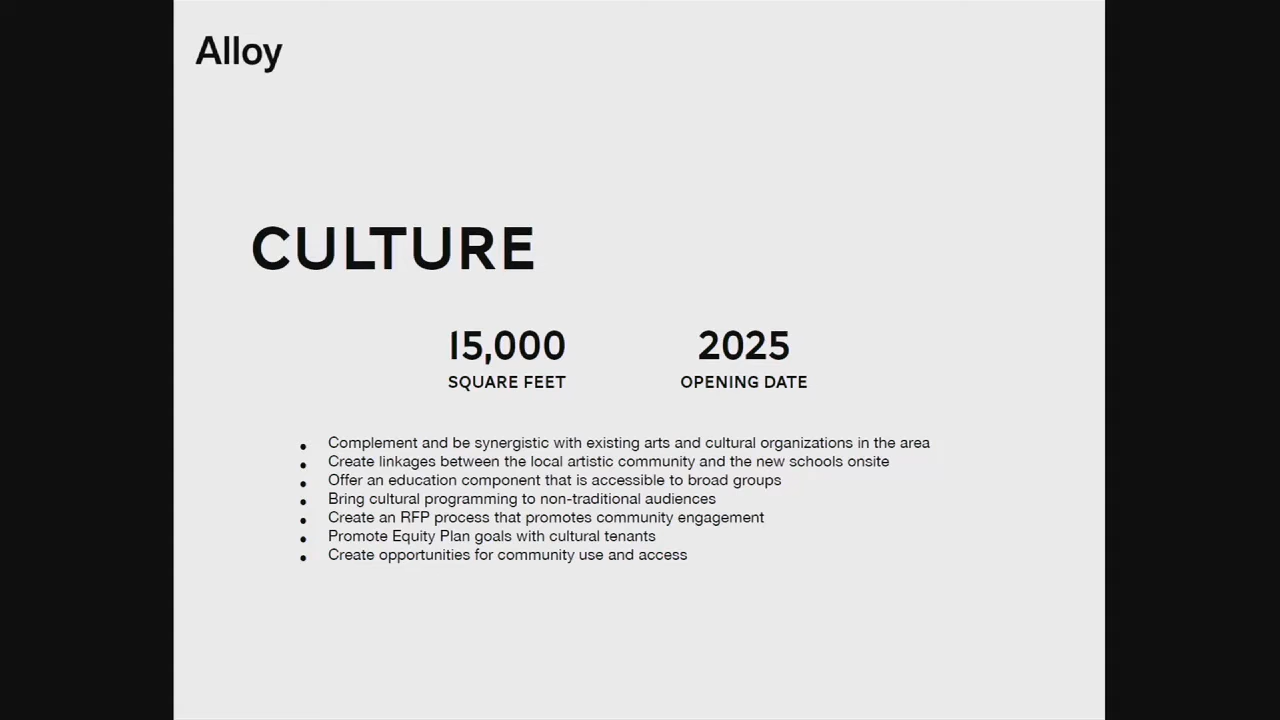 Alloy
CULTURE
15,000
2025
SQUARE FEET
OPENING DATE
• Complement and be synergistic with existing arts and cultural organizations in the area
• Create linkages between the local artistic community and the new schools onsite
• Offer an education component that is accessible to broad groups
• Bring cultural programming to non-traditional audiences
• Create an RFP process that promotes community engagement
• Promote Equity Plan goals with cultural tenants
• Create opportunities for community use and access